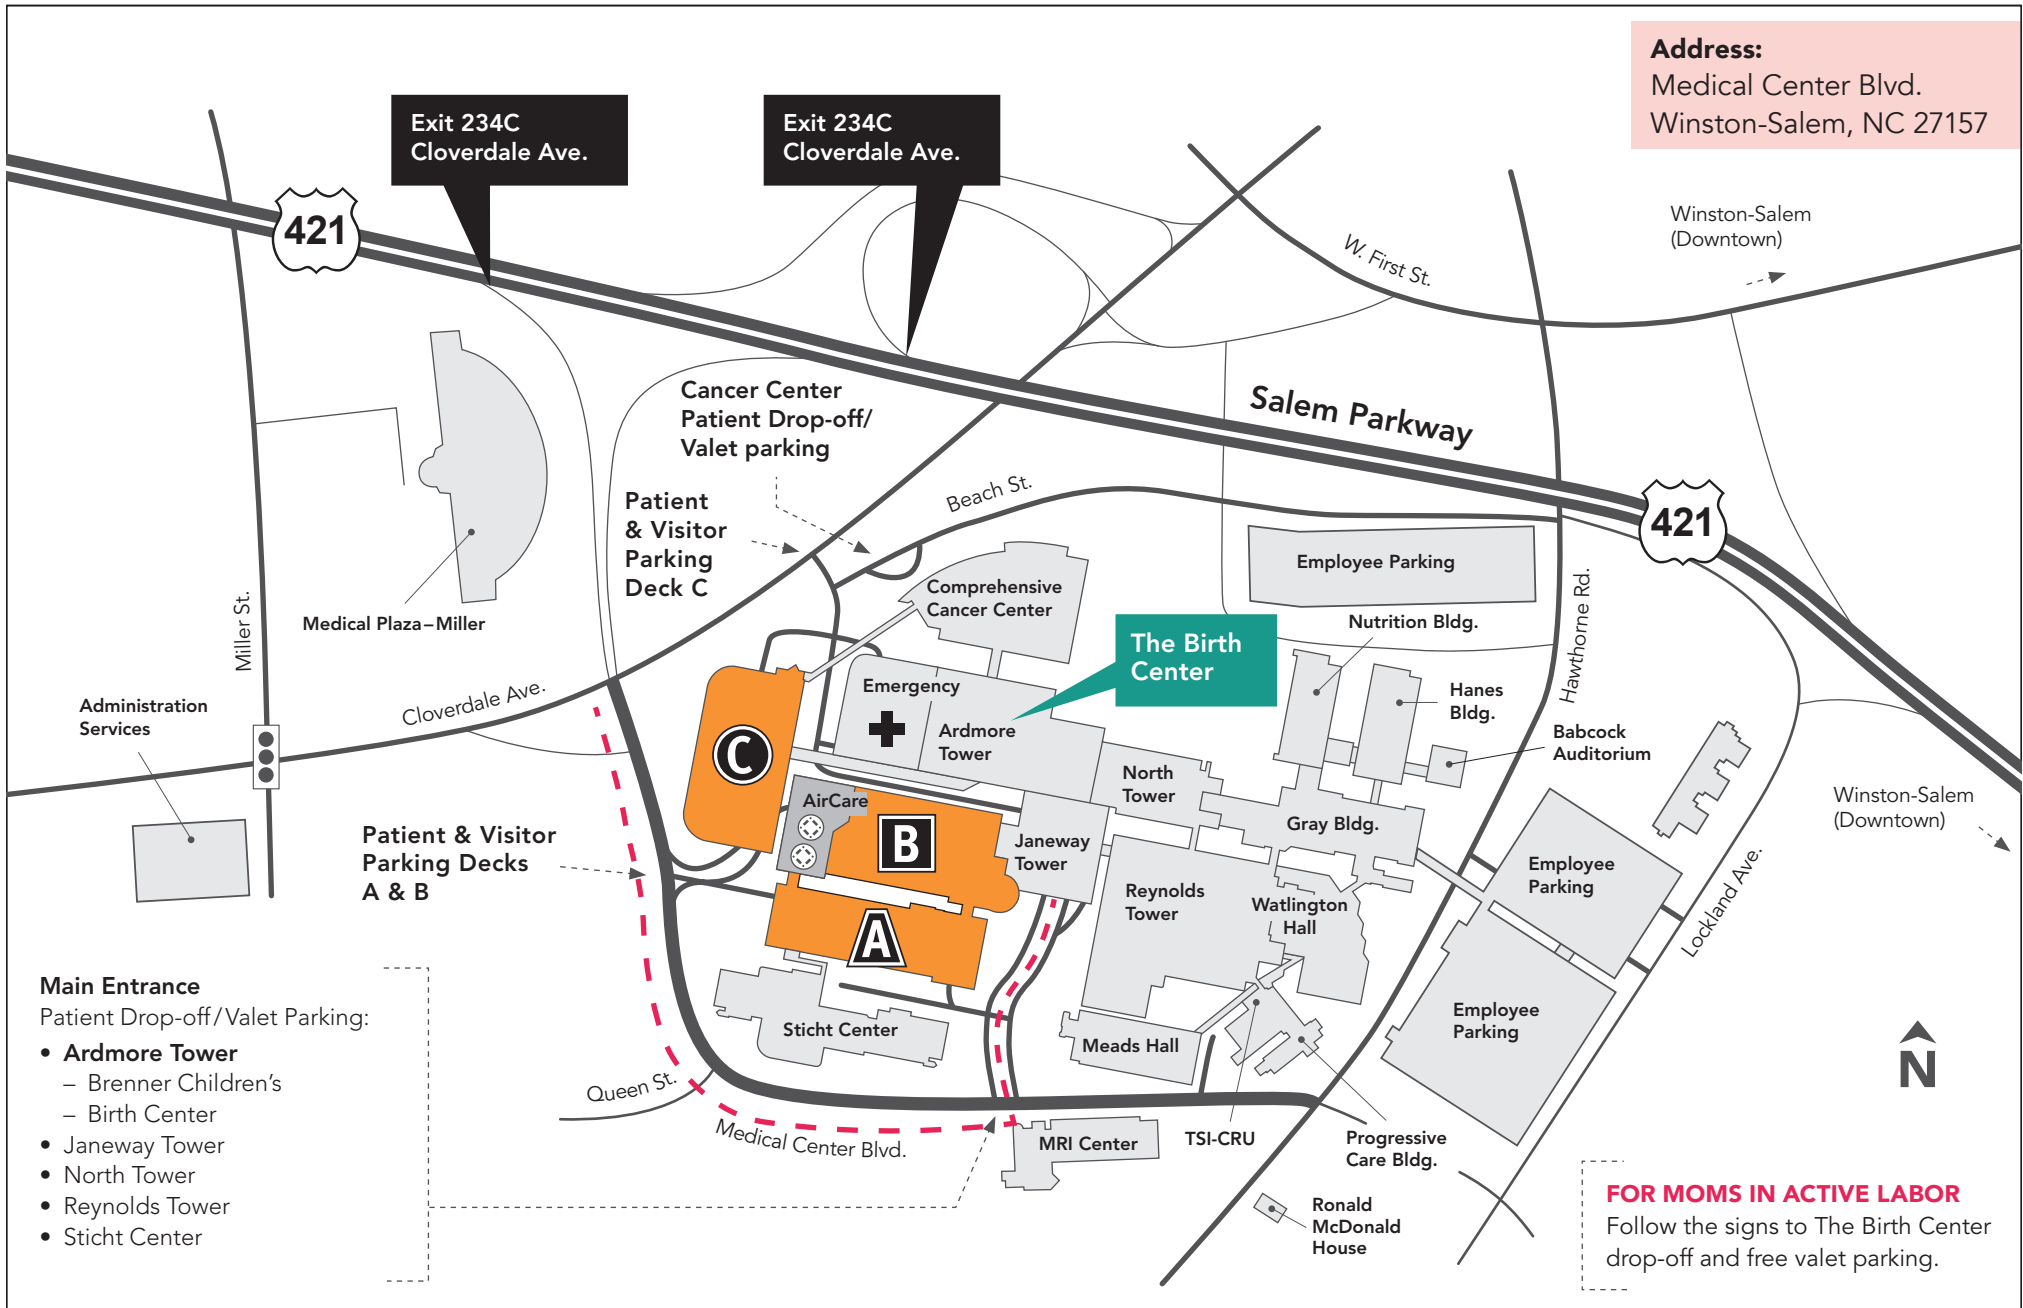 Address:
Medical Center Blvd.
Winston-Salem, NC 27157
Exit 234C
Cloverdale Ave.
Exit 234C
Cloverdale Ave.
421
W. First St.
Winston-Salem
(Downtown)
Salem Parkway
421
Cancer Center
Patient Drop-off/
Valet parking
Patient
& Visitor
Parking
Deck C
Beach St.
Employee Parking
Comprehensive
Cancer Center
Medical Plaza–Miller
Miller St.
Hawthorne Rd.
Nutrition Bldg.
The Birth
Center
Emergency
Ardmore
Tower
Hanes
Bldg.
Babcock
Auditorium
Administration
Services
Cloverdale Ave.
C
North
Tower
AirCare
B
Janeway
Tower
Gray Bldg.
Winston-Salem
(Downtown)
Patient & Visitor
Parking Decks
A & B
Reynolds
Tower
Watlington
Hall
Employee
Parking
Lockland Ave.
A
Main Entrance
Patient Drop-off/Valet Parking:
• Ardmore Tower
– Brenner Children's
– Birth Center
• Janeway Tower
• North Tower
• Reynolds Tower
• Sticht Center
Sticht Center
Meads Hall
Employee
Parking
N
Queen St.
Medical Center Blvd.
MRI Center
TSI-CRU
Progressive
Care Bldg.
Ronald
McDonald
House
FOR MOMS IN ACTIVE LABOR
Follow the signs to The Birth Center
drop-off and free valet parking.